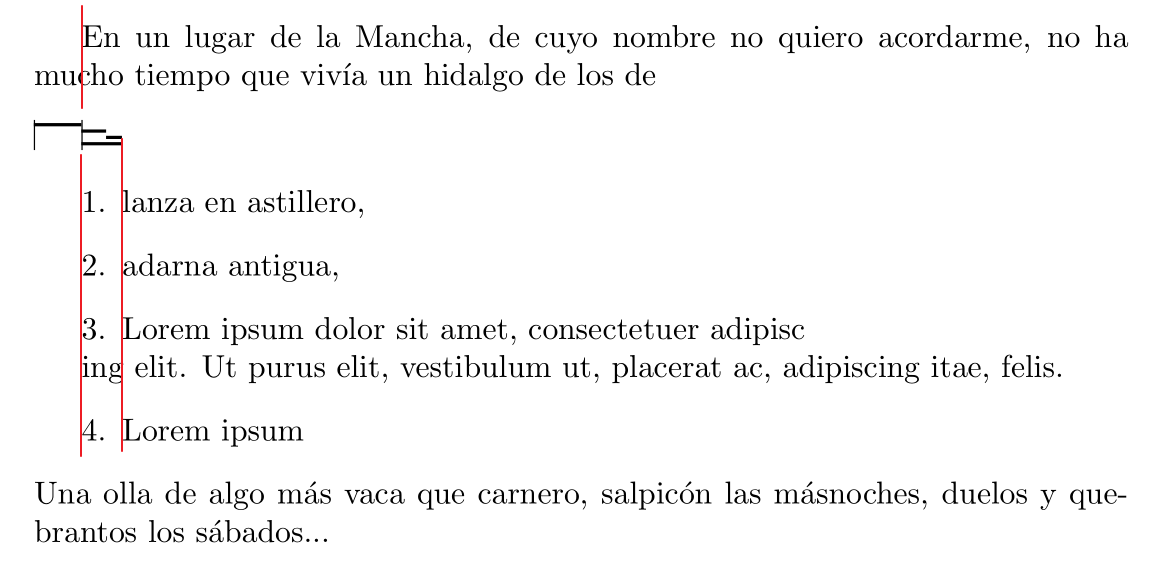 En un lugar de la Mancha, de cuyo nombre no quiero acordarme, no ha
mucho tiempo que vivía un hidalgo de los de
1. lanza en astillero,
2. adarna antigua,
3. Lorem ipsum dolor sit amet, consectetuer adipisc
ing elit. Ut purus elit, vestibulum ut, placerat ac, adipiscing itae, felis.
4. Lorem ipsum
Una olla de algo más vaca que carnero, salpicón las másnoches, duelos y que-
brantos los sábados...